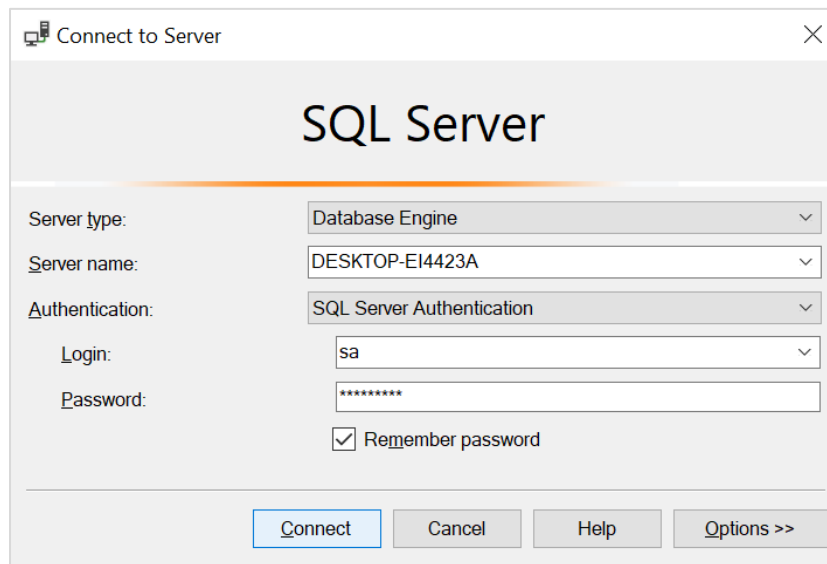 Connect to Server
SQL Server
Server type: Database Engine
Server name: DESKTOP-EI4423A
Authentication: SQL Server Authentication
Login: sa
Password: *********
Remember password
Connect Cancel Help Options >>